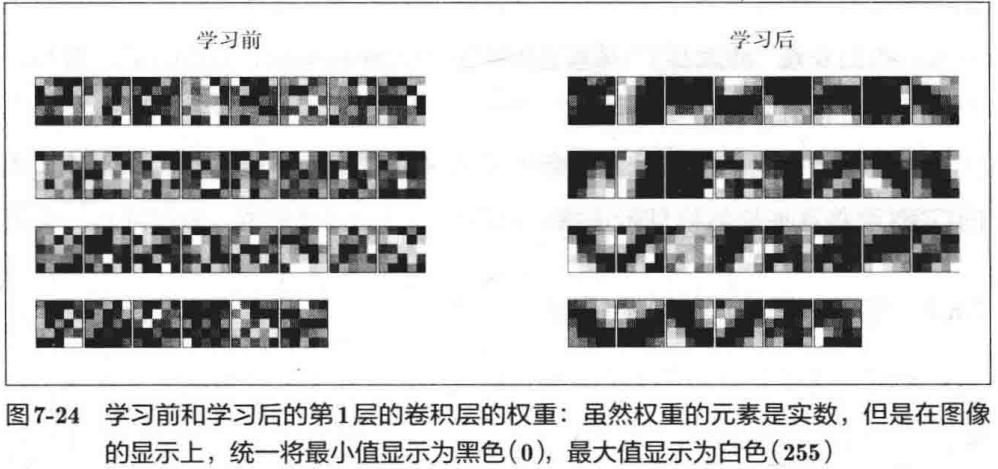 学习前 学习后
图7-24 学习前和学习后的第1层的卷积层的权重：虽然权重的元素是实数，但是在图像
的显示上，统一将最小值显示为黑色（0），最大值显示为白色（255）